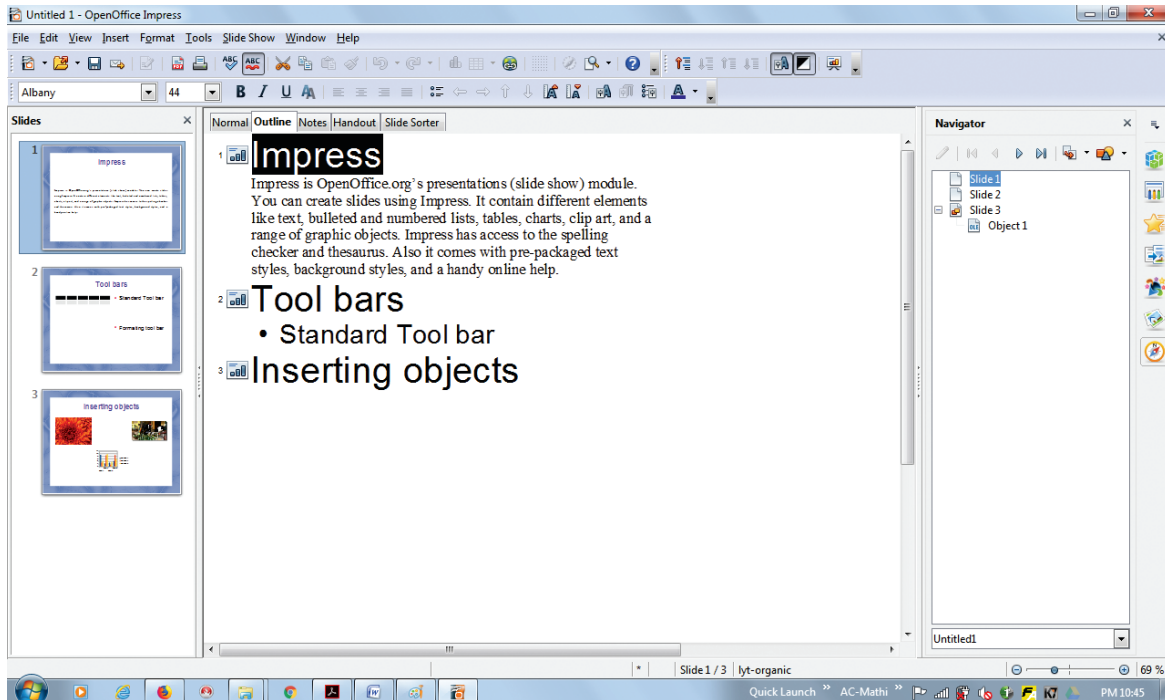 Untitled 1 - OpenOffice Impress
File Edit View Insert Format Tools Slide Show Window Help
Albany 44
Slides
Normal Outline Notes Handout Slide Sorter
Navigator
1
Impress
2
Tool bars
Standard Tool bar
Formating tool bar
3
Inserting objects
1 Impress
Impress is OpenOffice.org's presentations (slide show) module.
You can create slides using Impress. It contain different elements
like text, bulleted and numbered lists, tables, charts, clip art, and a
range of graphic objects. Impress has access to the spelling
checker and thesaurus. Also it comes with pre-packaged text
styles, background styles, and a handy online help.
2 Tool bars
• Standard Tool bar
3 Inserting objects
Slide 1
Slide 2
Slide 3
Object 1
Untitled1
Slide 1 / 3 lyt-organic 69 %
Quick Launch » AC-Mathi » PM 10:45